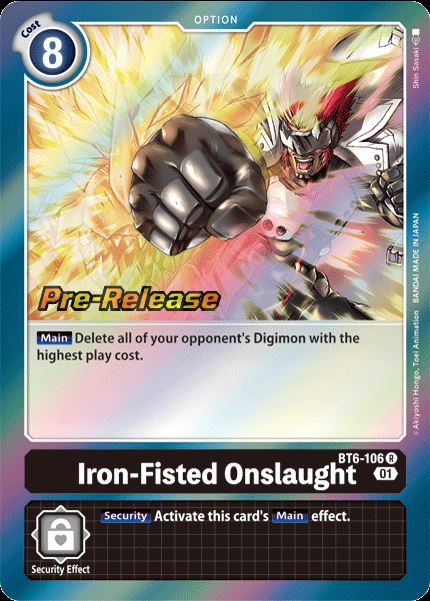 OPTION
Cost
8
Shin Sasaki
© Akiyoshi Hongo, Toei Animation BANDAI MADE IN JAPAN
Pre-Release
Main Delete all of your opponent's Digimon with the
highest play cost.
BT6-106 R
Iron-Fisted Onslaught 01
Security Activate this card's Main effect.
Security Effect